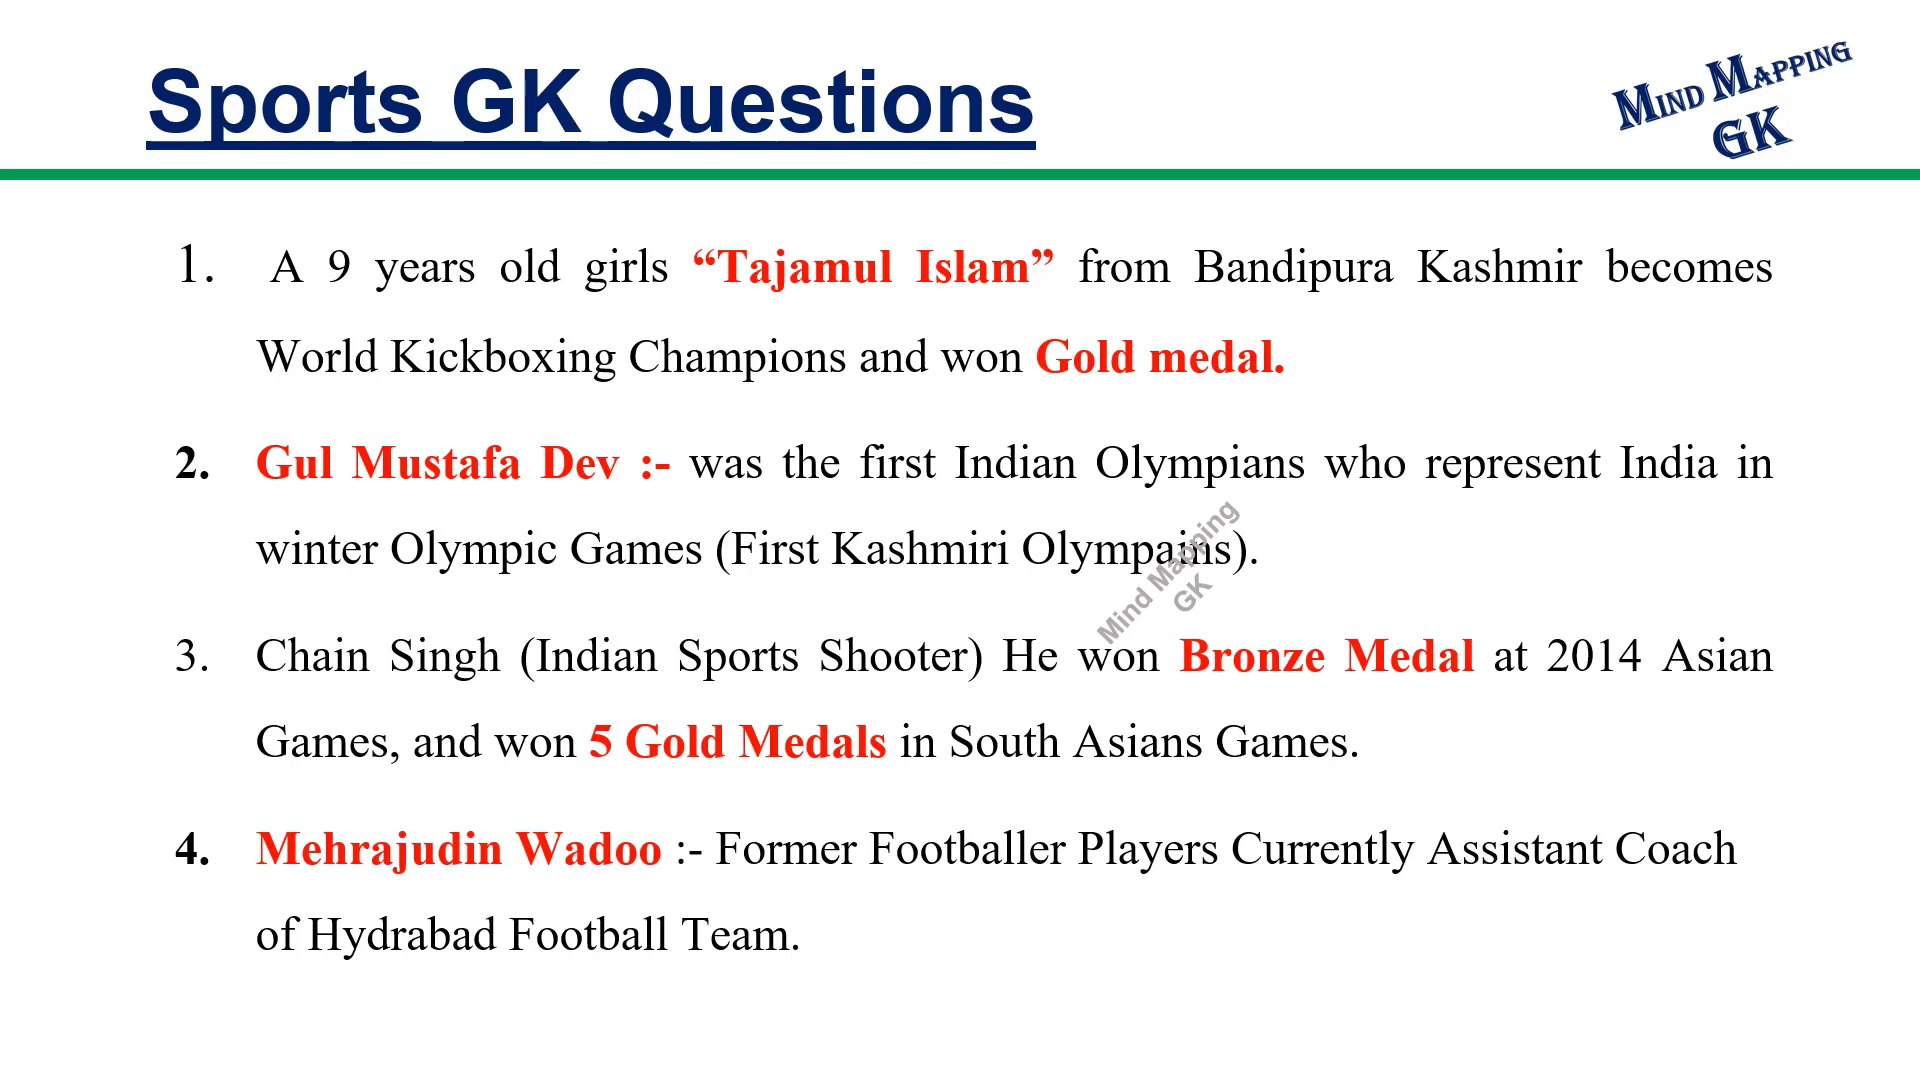 Sports GK Questions
MIND MAPPING
GK
1. A 9 years old girls “Tajamul Islam” from Bandipura Kashmir becomes
World Kickboxing Champions and won Gold medal.
2. Gul Mustafa Dev :- was the first Indian Olympians who represent India in
winter Olympic Games (First Kashmiri Olympains).
Mind Mapping
GK
3. Chain Singh (Indian Sports Shooter) He won Bronze Medal at 2014 Asian
Games, and won 5 Gold Medals in South Asians Games.
4. Mehrajudin Wadoo :- Former Footballer Players Currently Assistant Coach
of Hydrabad Football Team.